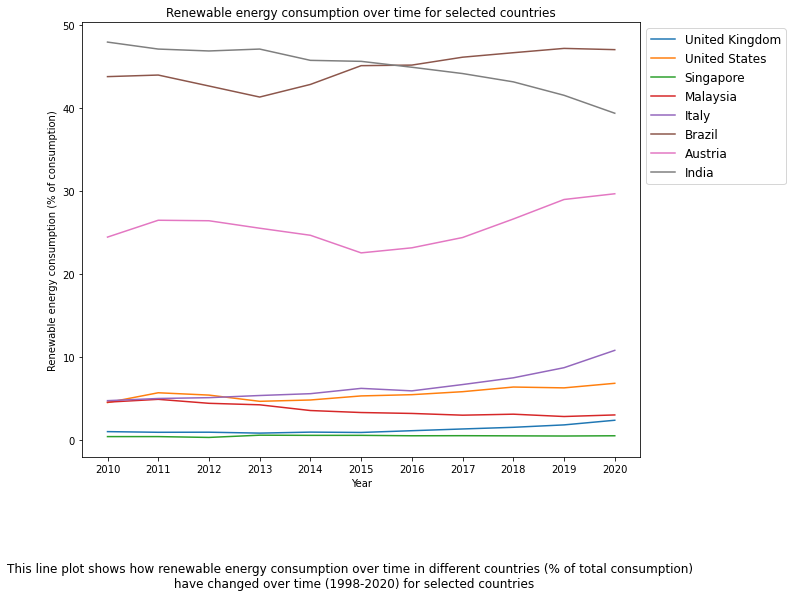 Renewable energy consumption over time for selected countries
Renewable energy consumption (% of consumption)
50
40
30
20
10
0
2010 2011 2012 2013 2014 2015 2016 2017 2018 2019 2020
Year
United Kingdom
United States
Singapore
Malaysia
Italy
Brazil
Austria
India
This line plot shows how renewable energy consumption over time in different countries (% of total consumption)
have changed over time (1998-2020) for selected countries